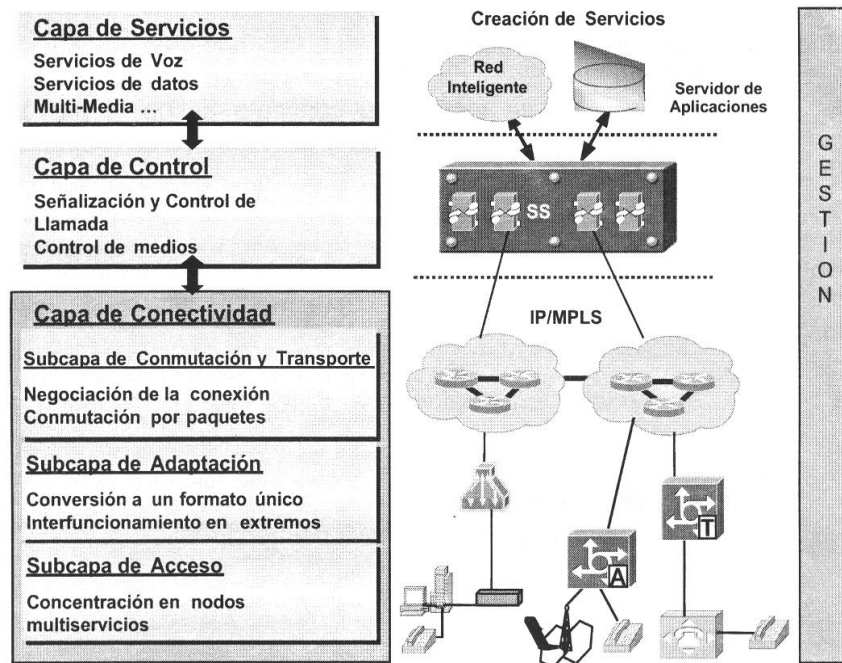 Capa de Servicios
Servicios de Voz
Servicios de datos
Multi-Media ...
Capa de Control
Señalización y Control de
Llamada
Control de medios
Capa de Conectividad
Subcapa de Conmutación y Transporte
Negociación de la conexión
Conmutación por paquetes
Subcapa de Adaptación
Conversión a un formato único
Interfuncionamiento en extremos
Subcapa de Acceso
Concentración en nodos
multiservicios
Creación de Servicios
Red
Inteligente
Servidor de
Aplicaciones
SS
IP/MPLS
A
T
GESTION